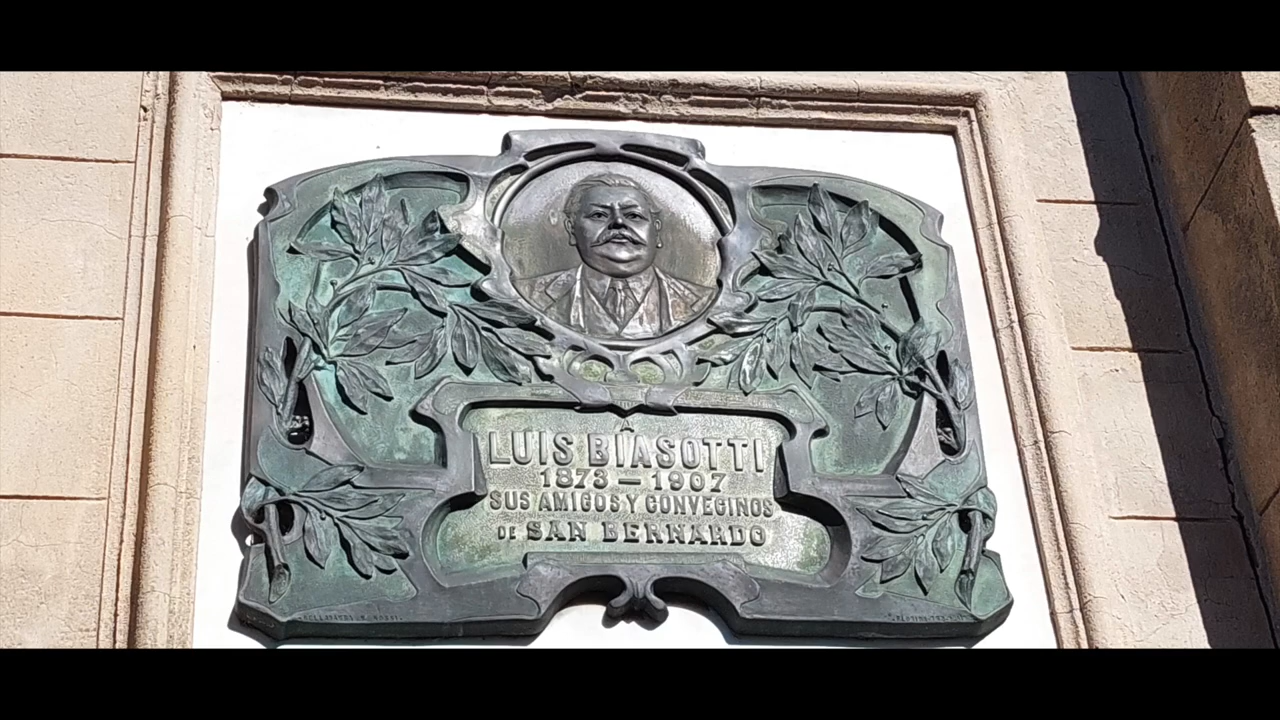 A
LUIS BIASOTTI
1873 — 1907
SUS AMIGOS Y CONVECINOS
DE SAN BERNARDO